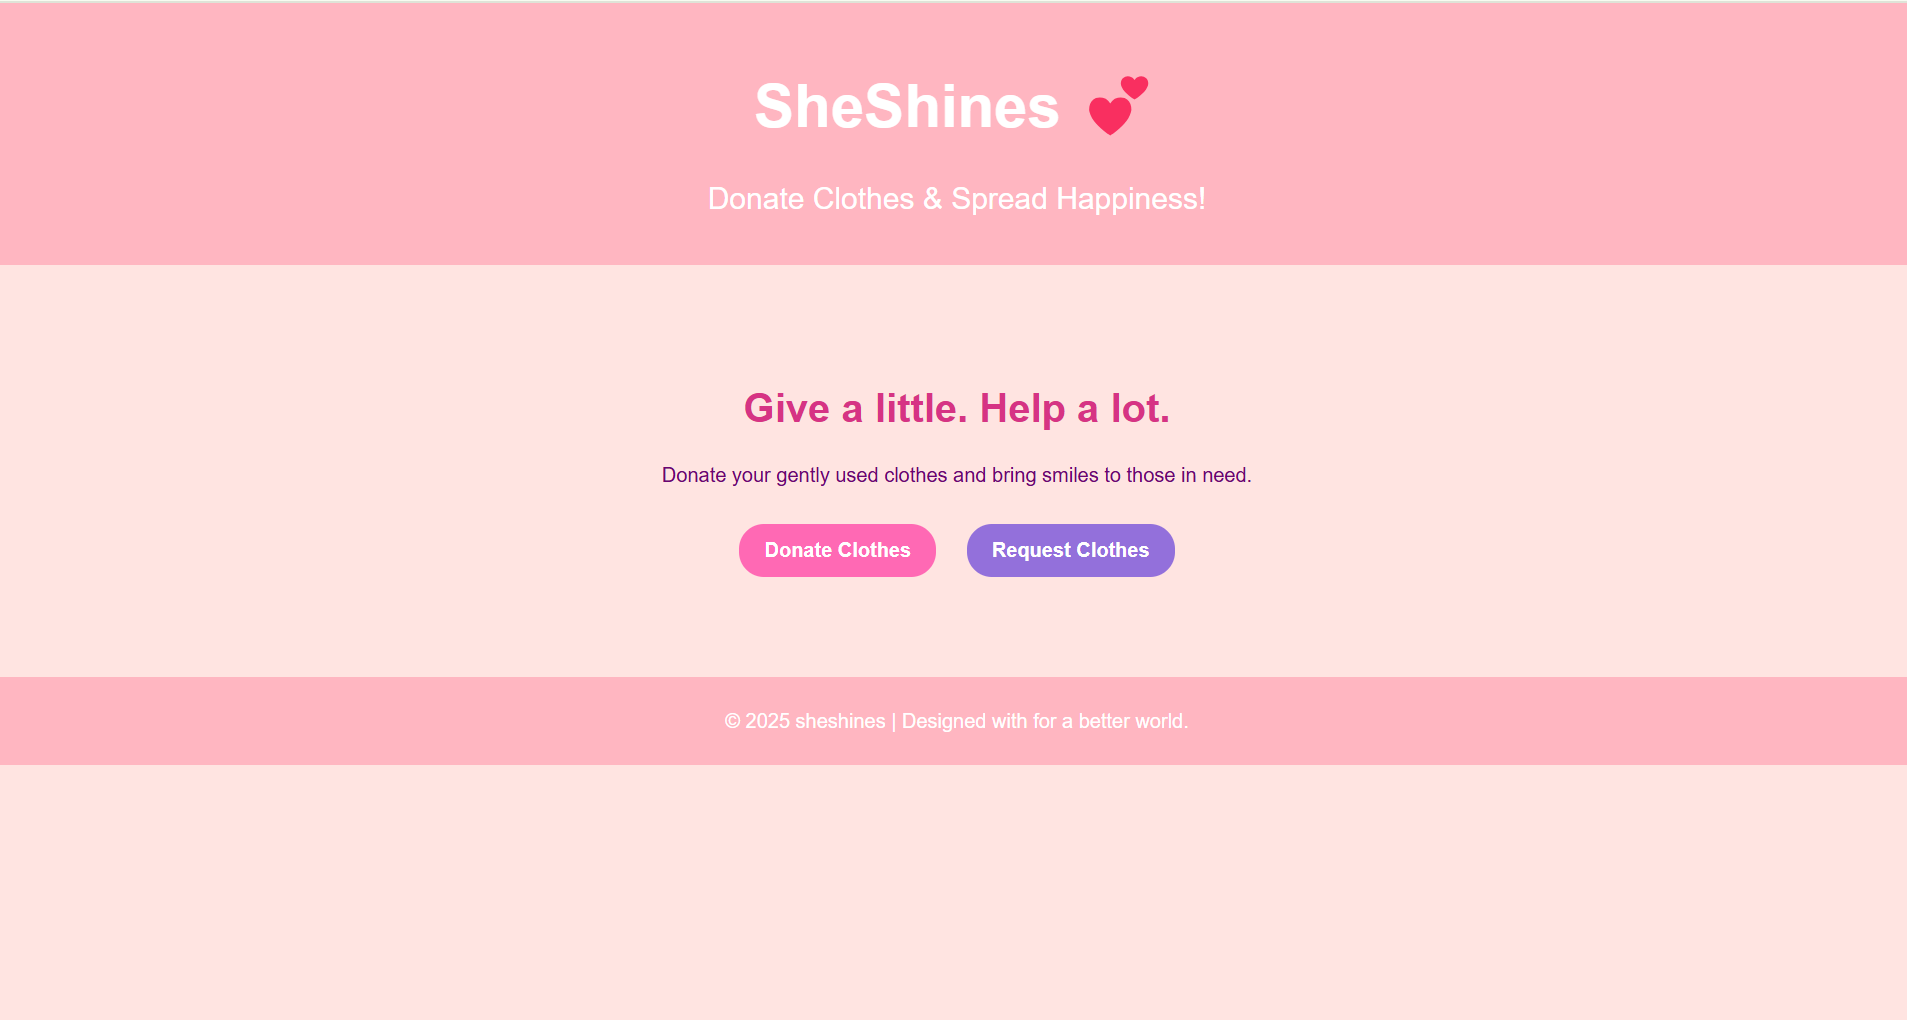 SheShines 💕
Donate Clothes & Spread Happiness!
Give a little. Help a lot.
Donate your gently used clothes and bring smiles to those in need.
Donate Clothes Request Clothes
© 2025 sheshines | Designed with for a better world.